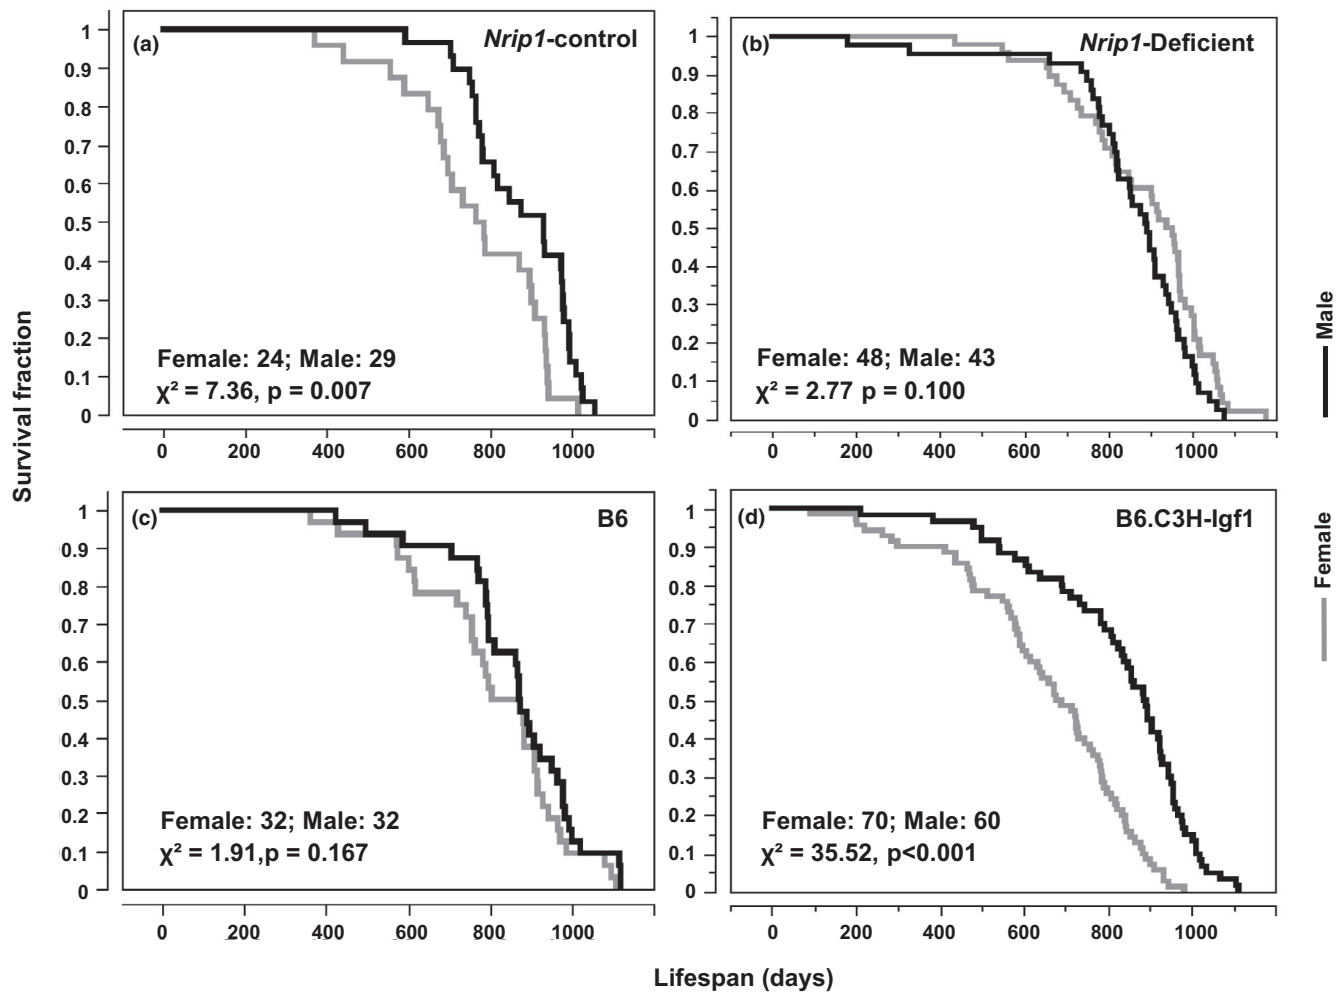 Survival fraction
(a)
Nrip1-control
1
0.9
0.8
0.7
0.6
0.5
0.4
0.3
0.2
0.1
0
Female: 24; Male: 29
χ² = 7.36, p = 0.007
0 200 400 600 800 1000
(b)
Nrip1-Deficient
1
0.9
0.8
0.7
0.6
0.5
0.4
0.3
0.2
0.1
0
Female: 48; Male: 43
χ² = 2.77 p = 0.100
0 200 400 600 800 1000
(c)
B6
1
0.9
0.8
0.7
0.6
0.5
0.4
0.3
0.2
0.1
0
Female: 32; Male: 32
χ² = 1.91,p = 0.167
0 200 400 600 800 1000
(d)
B6.C3H-Igf1
1
0.9
0.8
0.7
0.6
0.5
0.4
0.3
0.2
0.1
0
Female: 70; Male: 60
χ² = 35.52, p<0.001
0 200 400 600 800 1000
Lifespan (days)
Male
Female